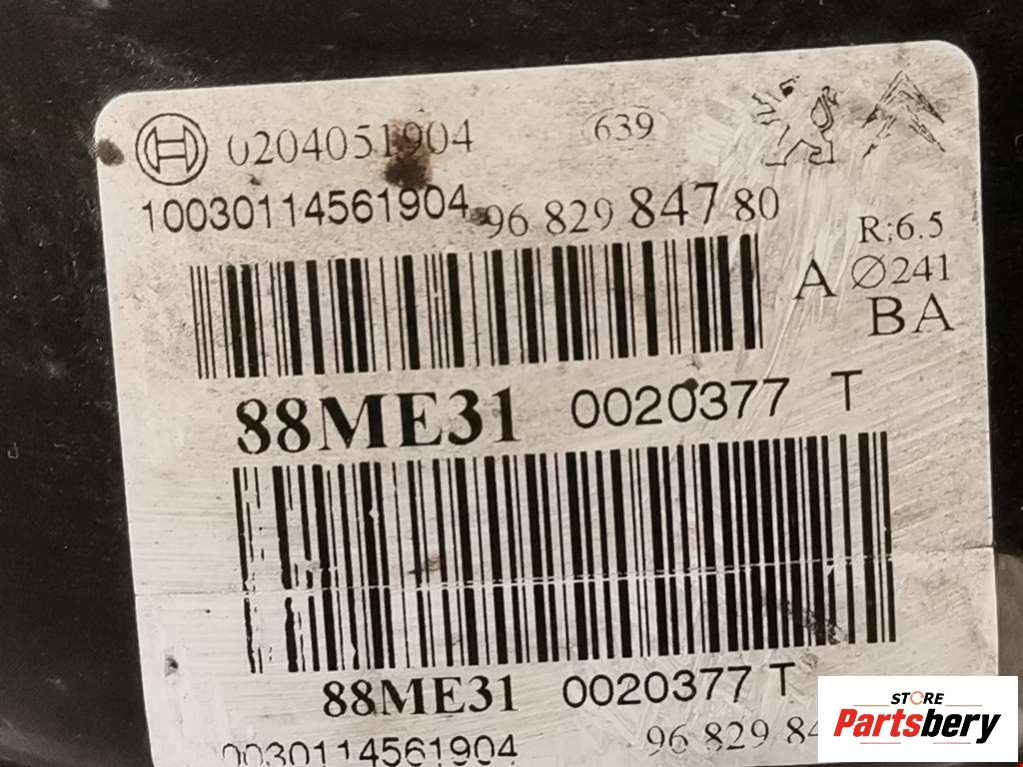 0204051904 639
10030114561904 96 829 847 80
R;6.5
A Ø241
BA
88ME31 0020377 T
88ME31 0020377 T
0030114561904 96 829 84
STORE
Partsbery